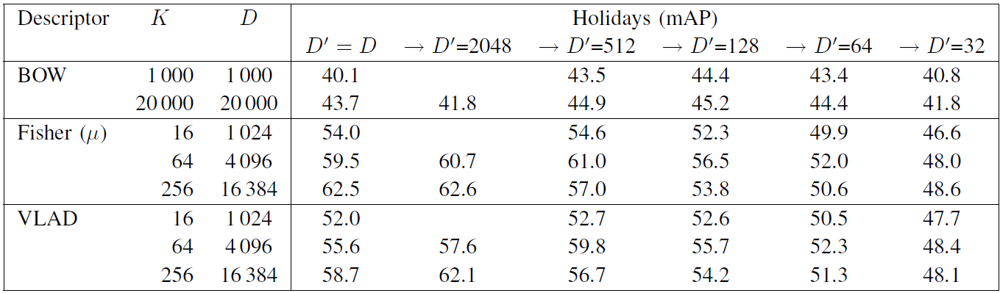 Descriptor K D Holidays (mAP)
D′ = D → D′=2048 → D′=512 → D′=128 → D′=64 → D′=32
BOW 1 000 1 000 40.1 43.5 44.4 43.4 40.8
20 000 20 000 43.7 41.8 44.9 45.2 44.4 41.8
Fisher (μ) 16 1 024 54.0 54.6 52.3 49.9 46.6
64 4 096 59.5 60.7 61.0 56.5 52.0 48.0
256 16 384 62.5 62.6 57.0 53.8 50.6 48.6
VLAD 16 1 024 52.0 52.7 52.6 50.5 47.7
64 4 096 55.6 57.6 59.8 55.7 52.3 48.4
256 16 384 58.7 62.1 56.7 54.2 51.3 48.1